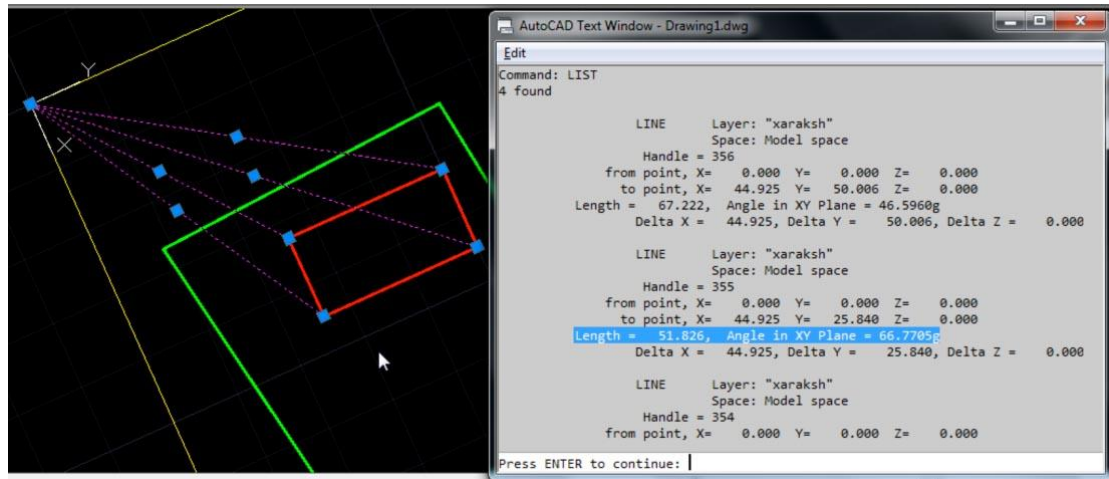 Y
X
AutoCAD Text Window - Drawing1.dwg
Edit
Command: LIST
4 found
LINE Layer: "xaraksh"
Space: Model space
Handle = 356
from point, X= 0.000 Y= 0.000 Z= 0.000
to point, X= 44.925 Y= 50.006 Z= 0.000
Length = 67.222, Angle in XY Plane = 46.5960g
Delta X = 44.925, Delta Y = 50.006, Delta Z = 0.000
LINE Layer: "xaraksh"
Space: Model space
Handle = 355
from point, X= 0.000 Y= 0.000 Z= 0.000
to point, X= 44.925 Y= 25.840 Z= 0.000
Length = 51.826, Angle in XY Plane = 66.7705g
Delta X = 44.925, Delta Y = 25.840, Delta Z = 0.000
LINE Layer: "xaraksh"
Space: Model space
Handle = 354
from point, X= 0.000 Y= 0.000 Z= 0.000
Press ENTER to continue: